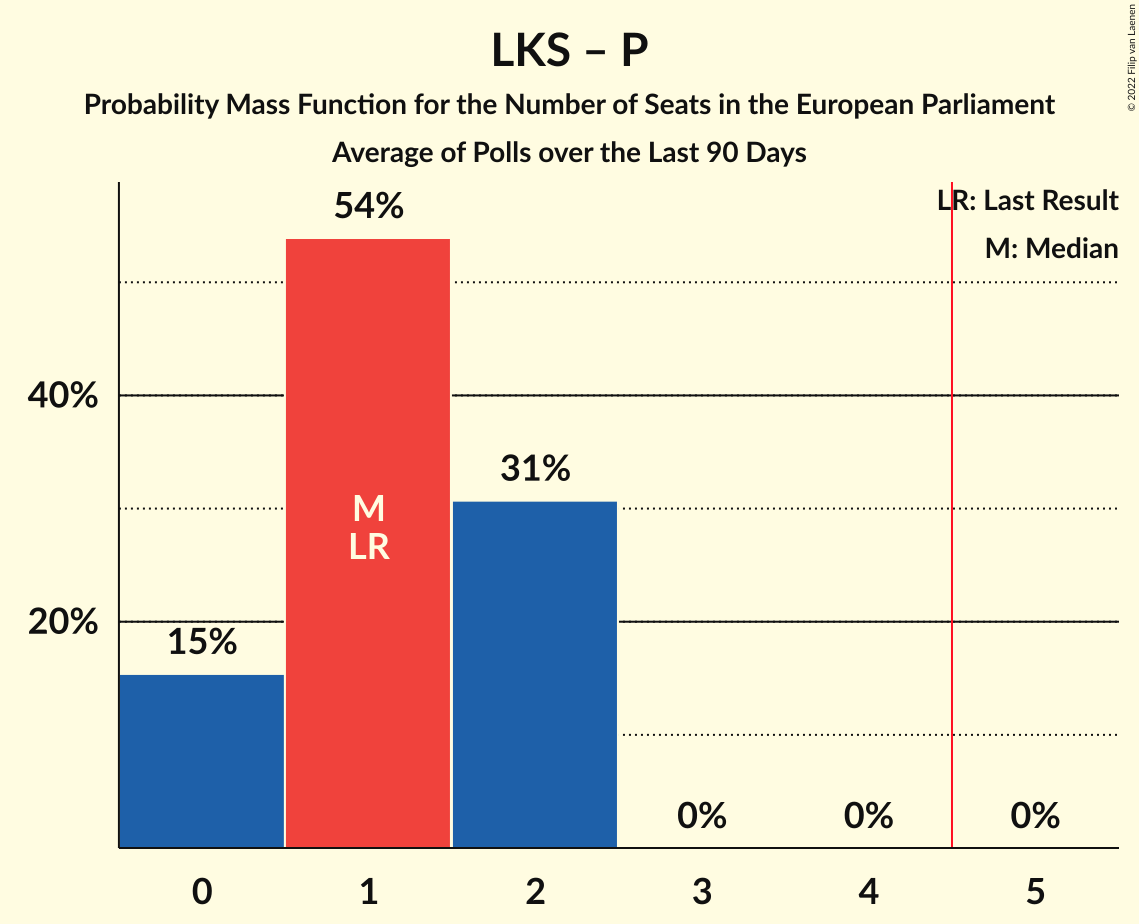 LKS – P
Probability Mass Function for the Number of Seats in the European Parliament
Average of Polls over the Last 90 Days
© 2022 Filip van Laenen
LR: Last Result
M: Median
54%
40%
31%
M
LR
20%
15%
0%
0%
0%
0
1
2
3
4
5